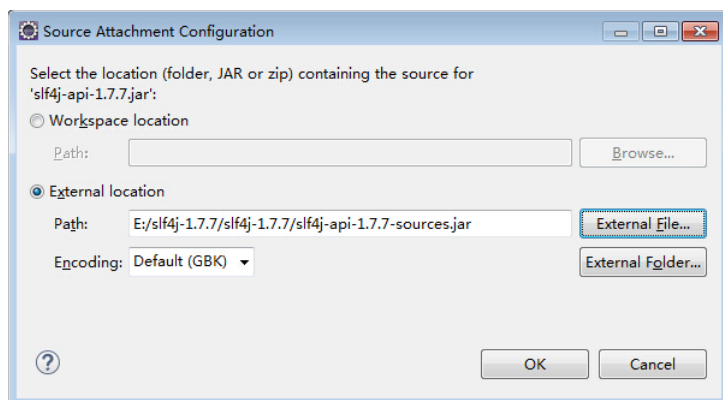 Source Attachment Configuration
Select the location (folder, JAR or zip) containing the source for
'slf4j-api-1.7.7.jar':
Workspace location
Path:
Browse...
External location
Path: E:/slf4j-1.7.7/slf4j-1.7.7/slf4j-api-1.7.7-sources.jar External File...
Encoding: Default (GBK) External Folder...
? OK Cancel